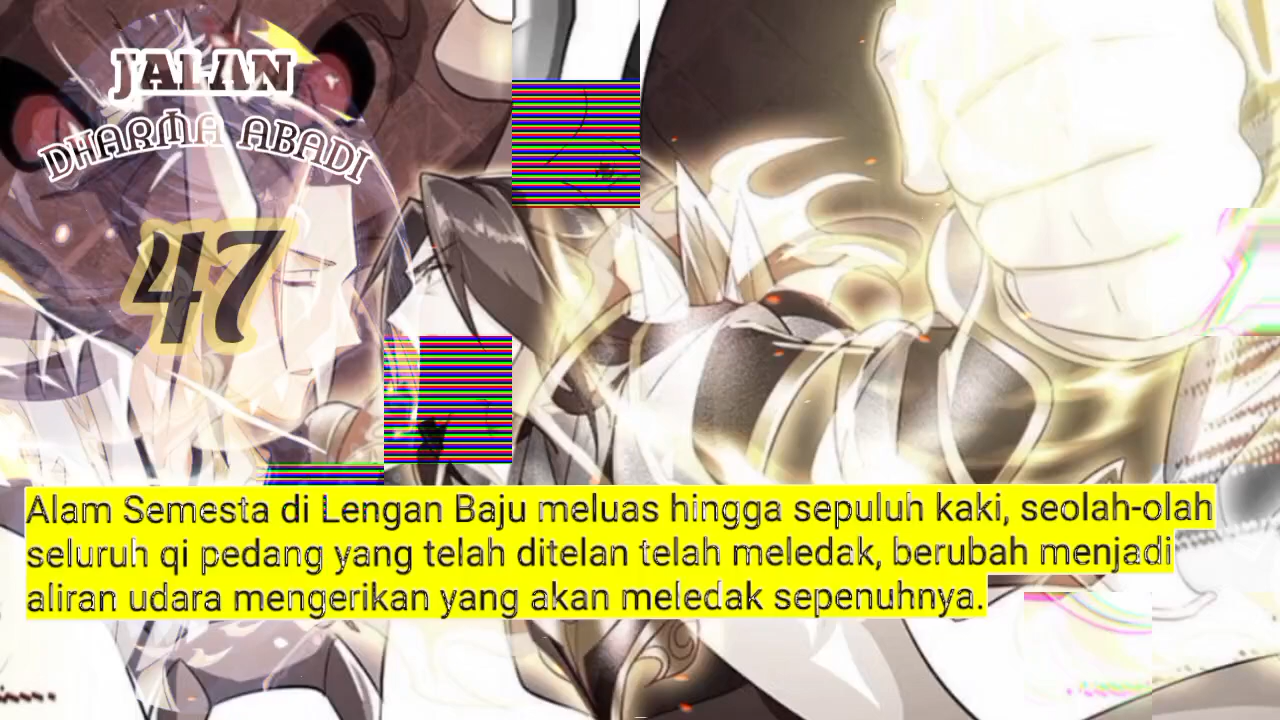 JALAN
DHARMA ABADI
47
Alam Semesta di Lengan Baju meluas hingga sepuluh kaki, seolah-olah
seluruh qi pedang yang telah ditelan telah meledak, berubah menjadi
aliran udara mengerikan yang akan meledak sepenuhnya.